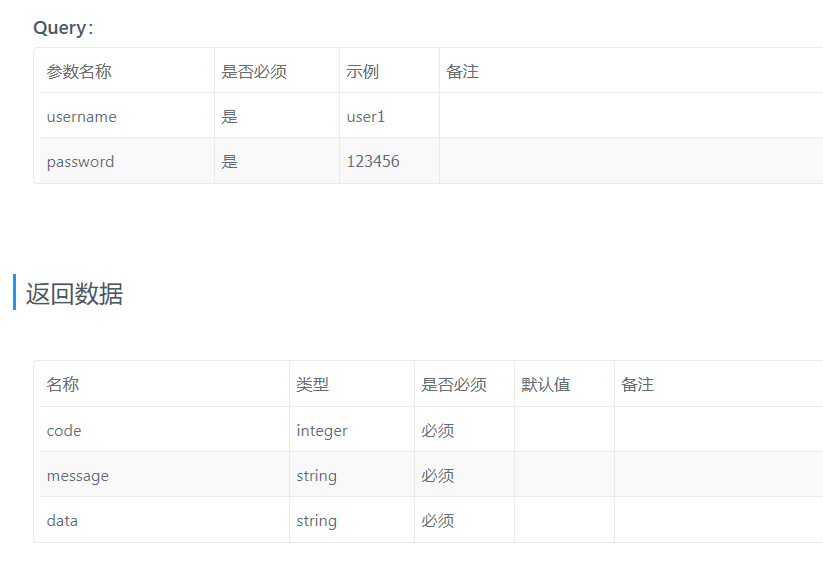 Query：
参数名称 是否必须 示例 备注
username 是 user1
password 是 123456
返回数据
名称 类型 是否必须 默认值 备注
code integer 必须
message string 必须
data string 必须